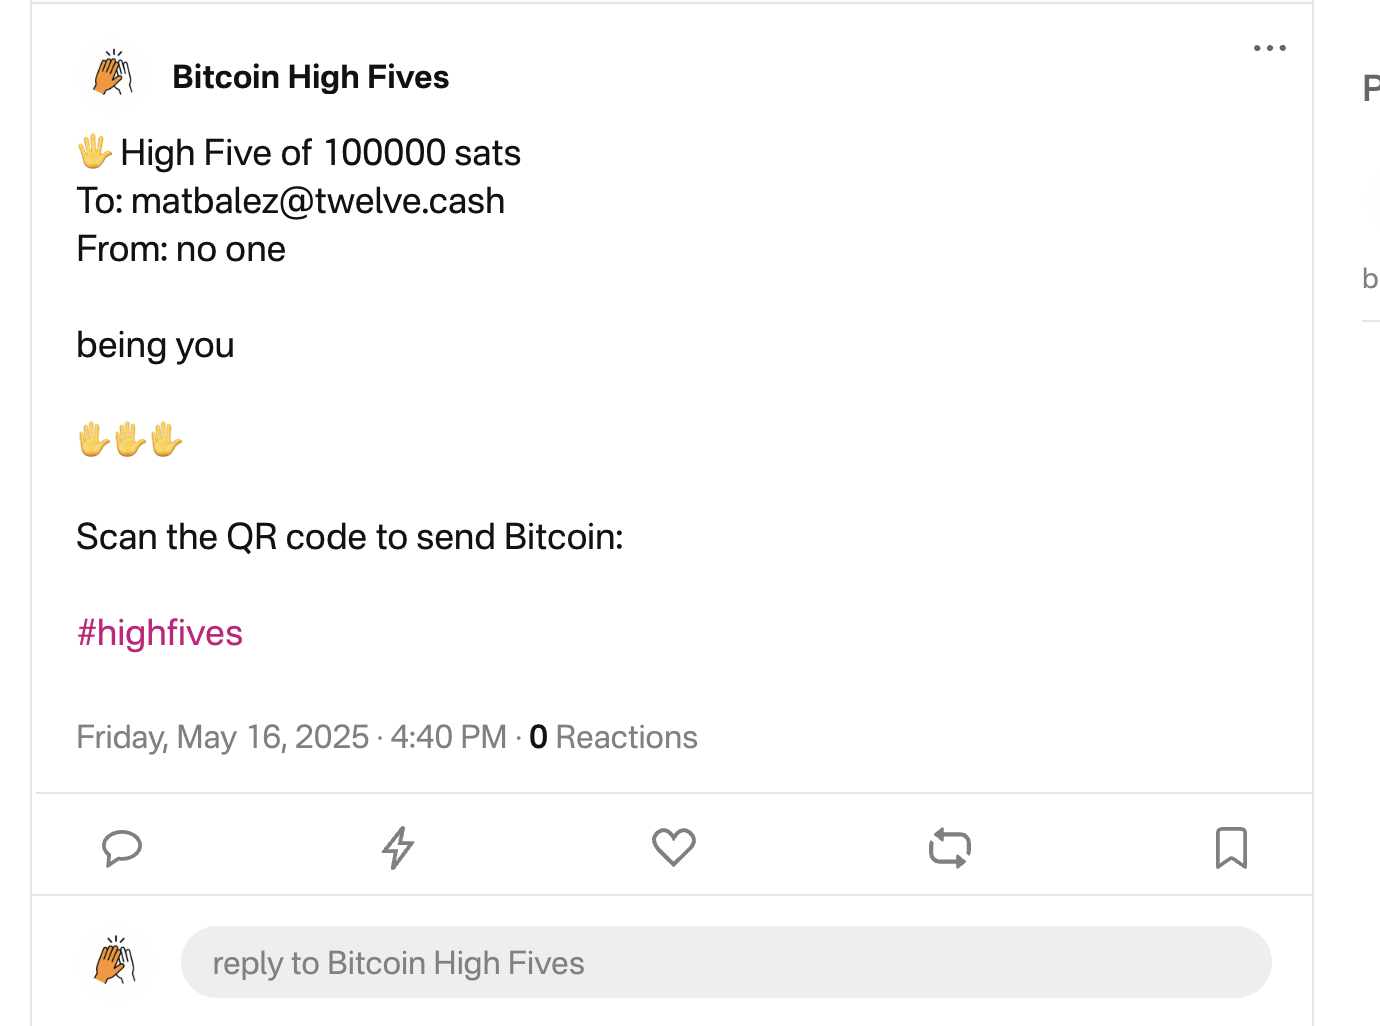 Bitcoin High Fives
🖐️ High Five of 100000 sats
To: matbalez@twelve.cash
From: no one
being you
✋✋✋
Scan the QR code to send Bitcoin:
#highfives
Friday, May 16, 2025 · 4:40 PM · 0 Reactions
reply to Bitcoin High Fives
P
b